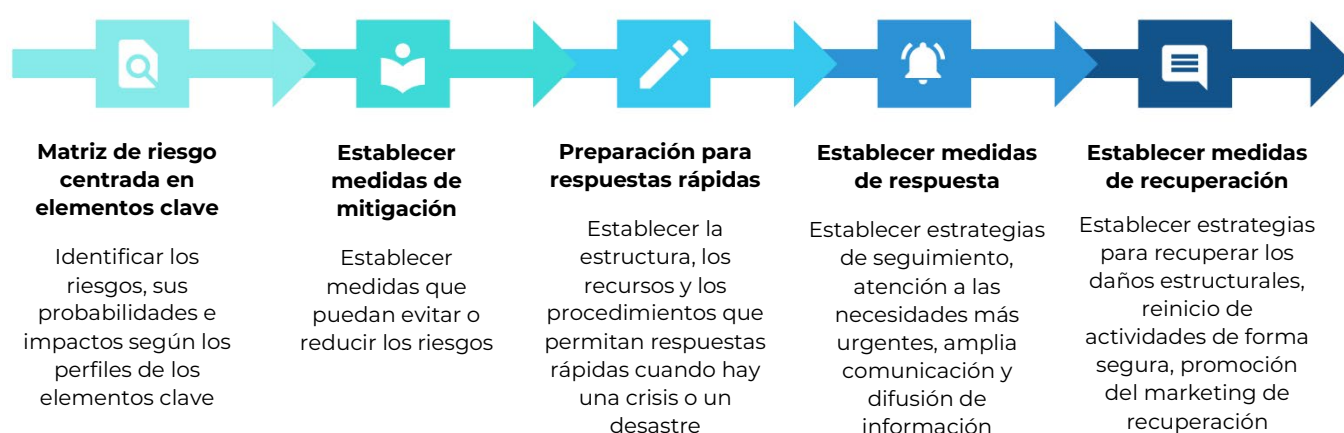 Matriz de riesgo
centrada en
elementos clave
Identificar los
riesgos, sus
probabilidades e
impactos según los
perfiles de los
elementos clave
Establecer
medidas de
mitigación
Establecer
medidas que
puedan evitar o
reducir los riesgos
Preparación para
respuestas rápidas
Establecer la
estructura, los
recursos y los
procedimientos que
permitan respuestas
rápidas cuando hay
una crisis o un
desastre
Establecer medidas
de respuesta
Establecer estrategias
de seguimiento,
atención a las
necesidades más
urgentes, amplia
comunicación y
difusión de
información
Establecer medidas
de recuperación
Establecer estrategias
para recuperar los
daños estructurales,
reinicio de
actividades de forma
segura, promoción
del marketing de
recuperación